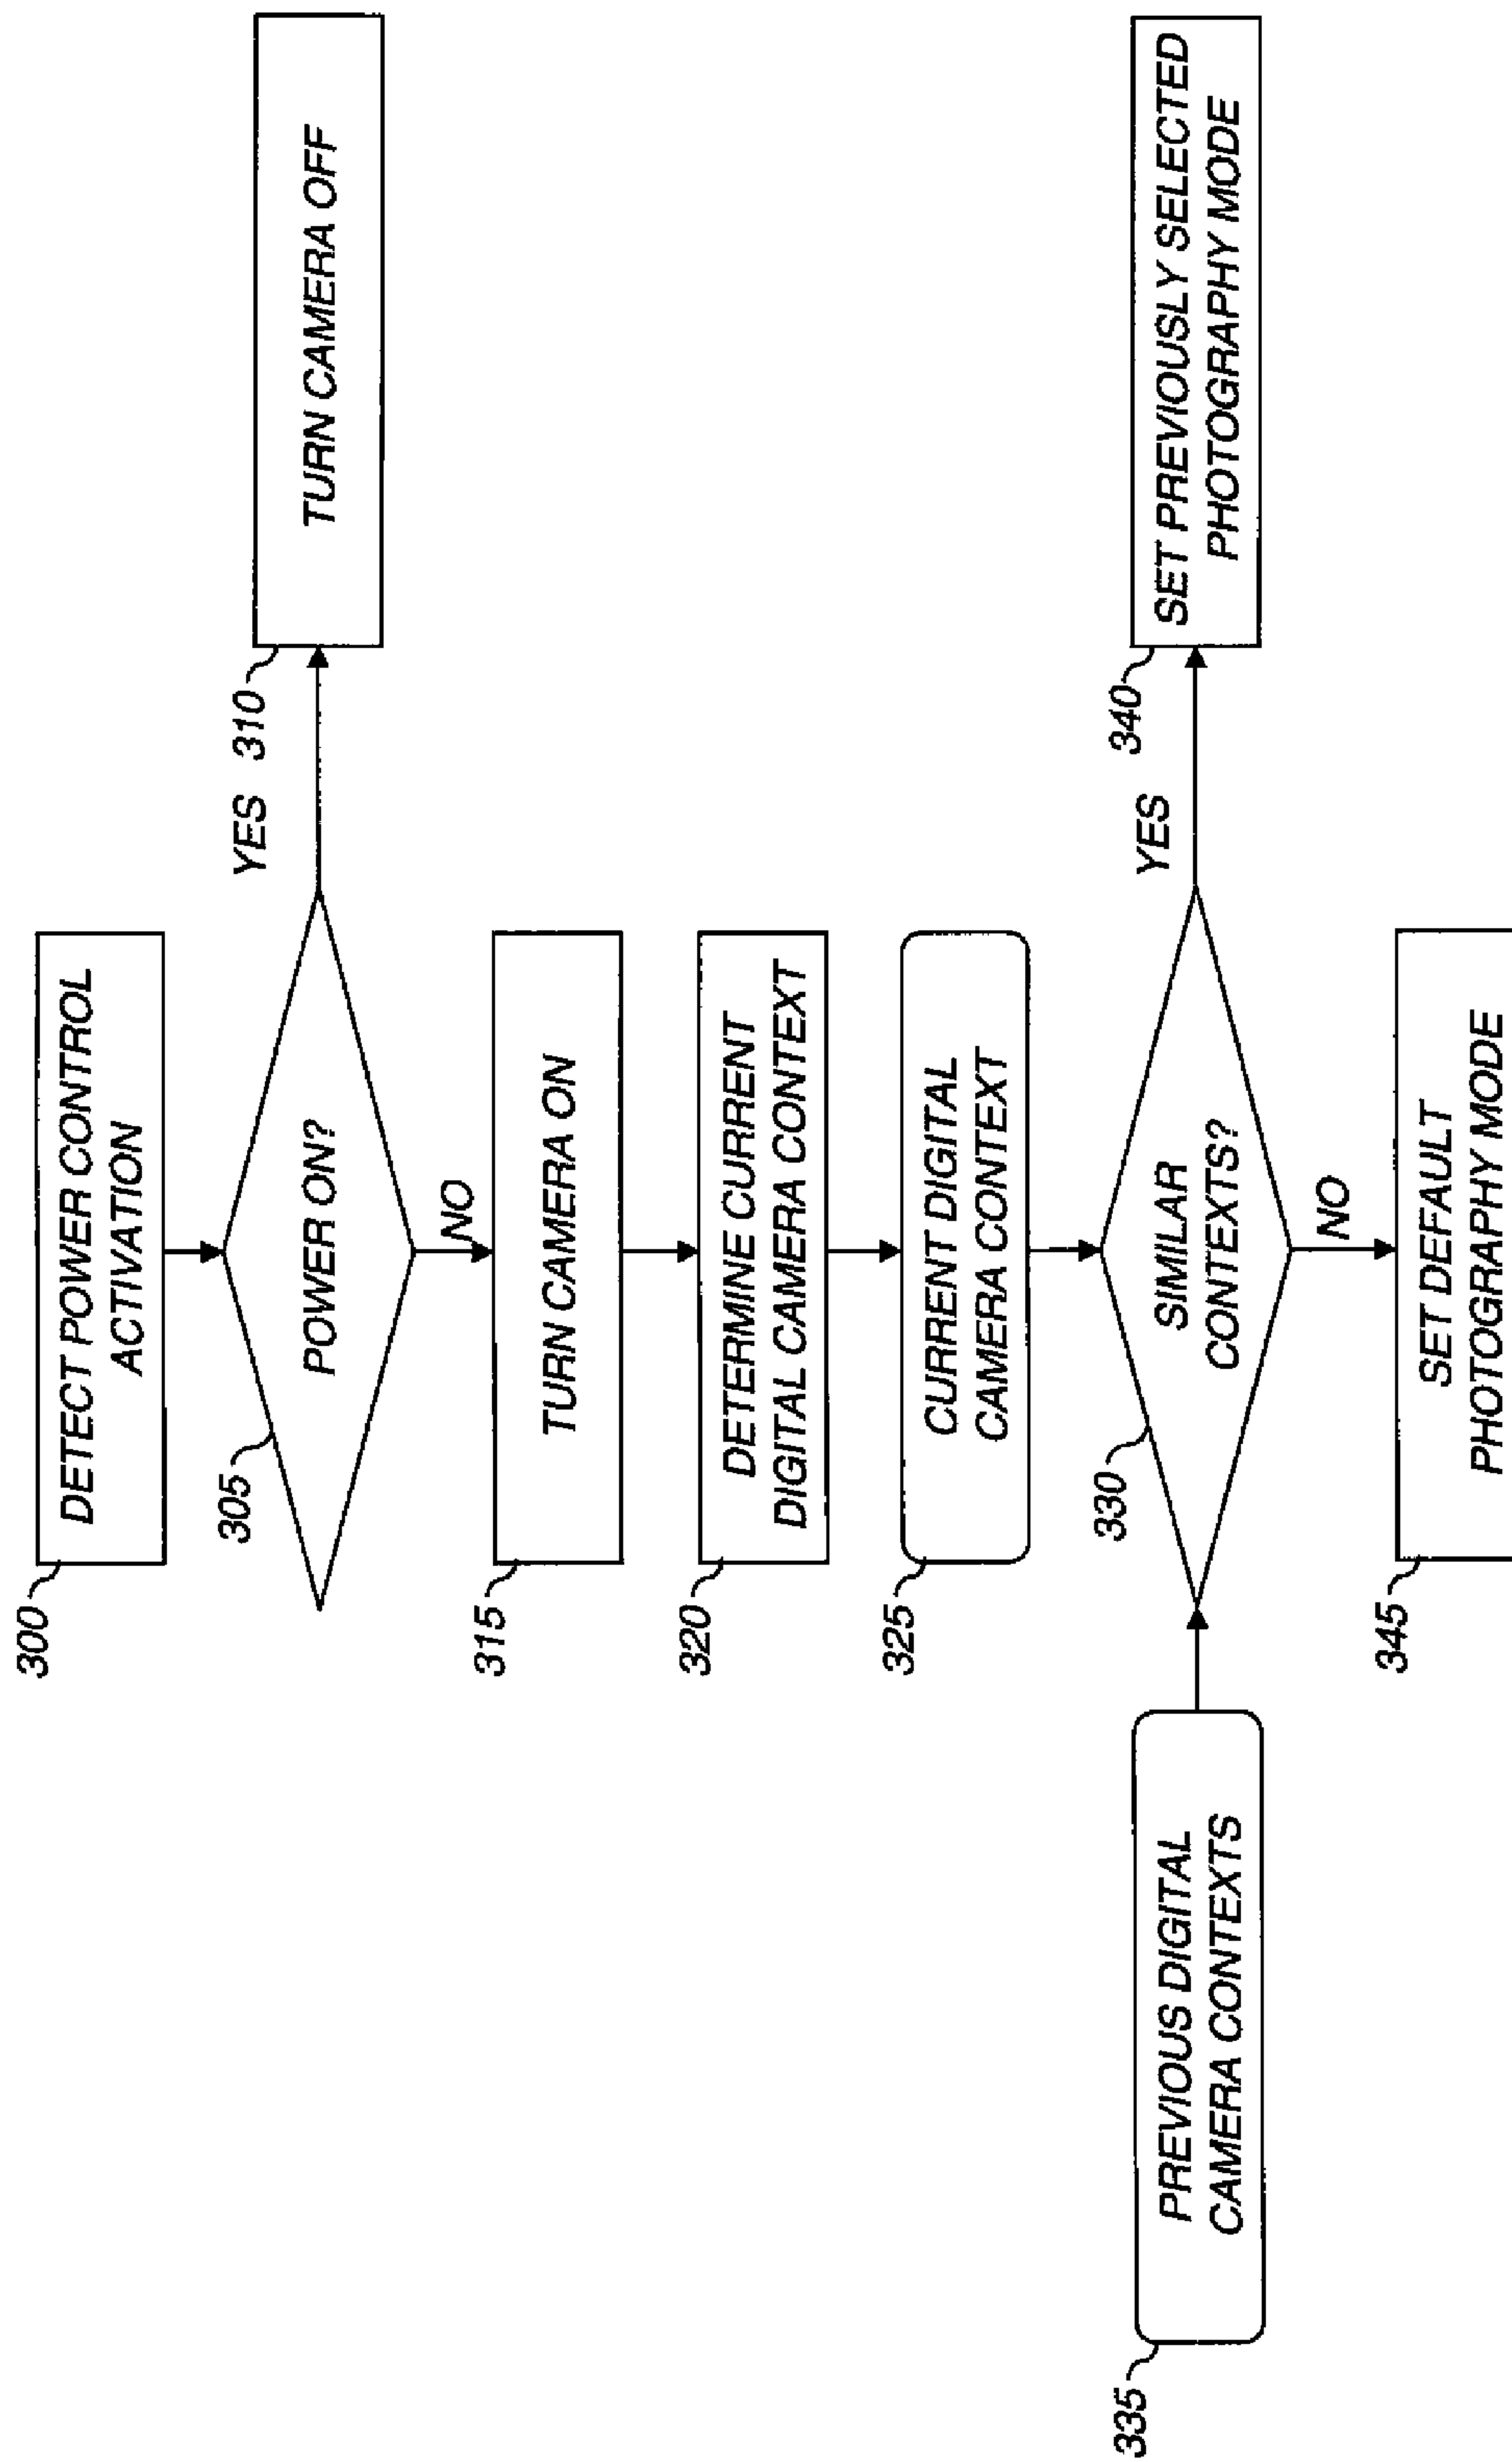 300
DETECT POWER CONTROL
ACTIVATION
305
POWER ON?
YES
310
TURN CAMERA OFF
NO
315
TURN CAMERA ON
320
DETERMINE CURRENT
DIGITAL CAMERA CONTEXT
325
CURRENT DIGITAL
CAMERA CONTEXT
335
PREVIOUS DIGITAL
CAMERA CONTEXTS
330
SIMILAR
CONTEXTS?
YES
340
SET PREVIOUSLY SELECTED
PHOTOGRAPHY MODE
NO
345
SET DEFAULT
PHOTOGRAPHY MODE